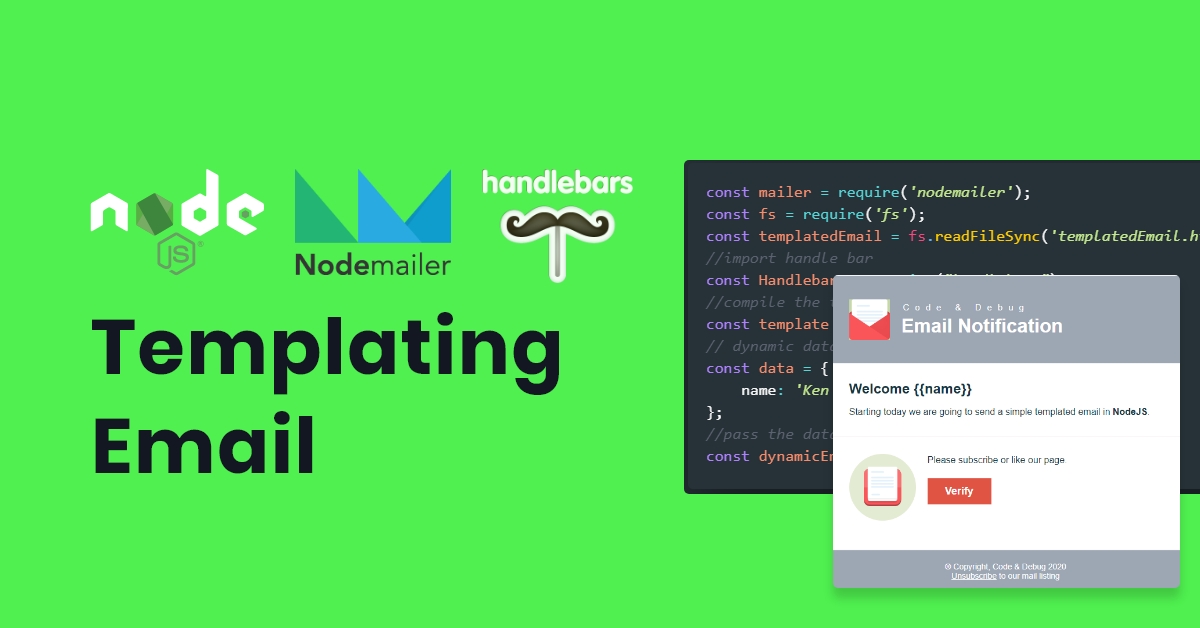 node
JS
Nodemailer
handlebars
Templating
Email
const mailer = require('nodemailer');
const fs = require('fs');
const templatedEmail = fs.readFileSync('templatedEmail.h
//import handle bar
const Handlebar
//compile the
const template
// dynamic data
const data = {
name: 'Ken
};
//pass the data
const dynamicEm
Code & Debug
Email Notification
Welcome {{name}}
Starting today we are going to send a simple templated email in NodeJS.
Please subscribe or like our page.
Verify
© Copyright, Code & Debug 2020
Unsubscribe to our mail listing